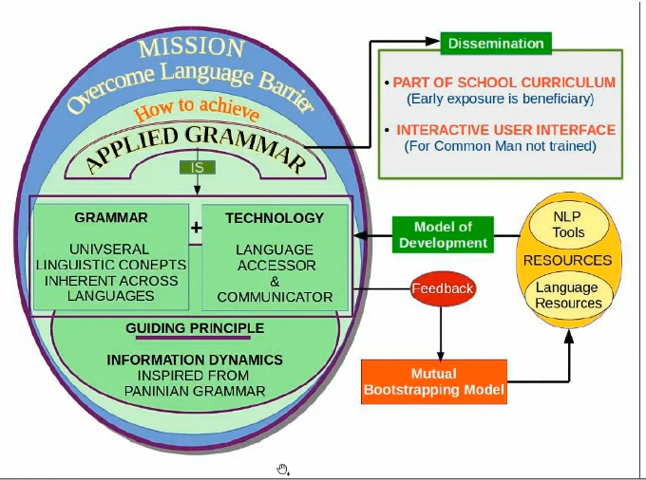 MISSION
Overcome Language Barrier
How to achieve
APPLIED GRAMMAR
IS
GRAMMAR
UNIVSERAL
LINGUISTIC CONEPTS
INHERENT ACROSS
LANGUAGES
+
TECHNOLOGY
LANGUAGE
ACCESSOR
&
COMMUNICATOR
GUIDING PRINCIPLE
INFORMATION DYNAMICS
INSPIRED FROM
PANINIAN GRAMMAR
Dissemination
• PART OF SCHOOL CURRICULUM
(Early exposure is beneficiary)
• INTERACTIVE USER INTERFACE
(For Common Man not trained)
Model of
Development
Feedback
Mutual
Bootstrapping Model
NLP
Tools
RESOURCES
Language
Resources